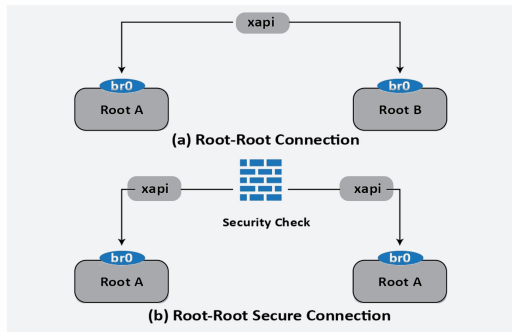 xapi
br0
br0
Root A
Root B
(a) Root-Root Connection
xapi
xapi
Security Check
br0
br0
Root A
Root A
(b) Root-Root Secure Connection